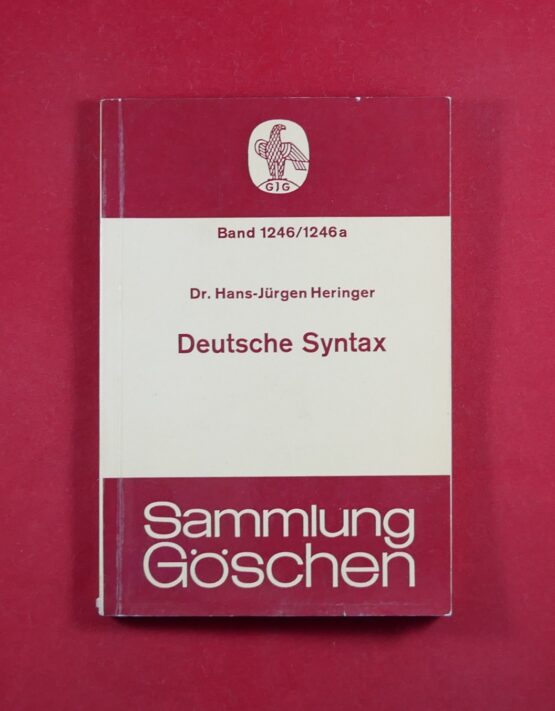 GJG
Band 1246/1246a
Dr. Hans-Jürgen Heringer
Deutsche Syntax
Sammlung
Göschen